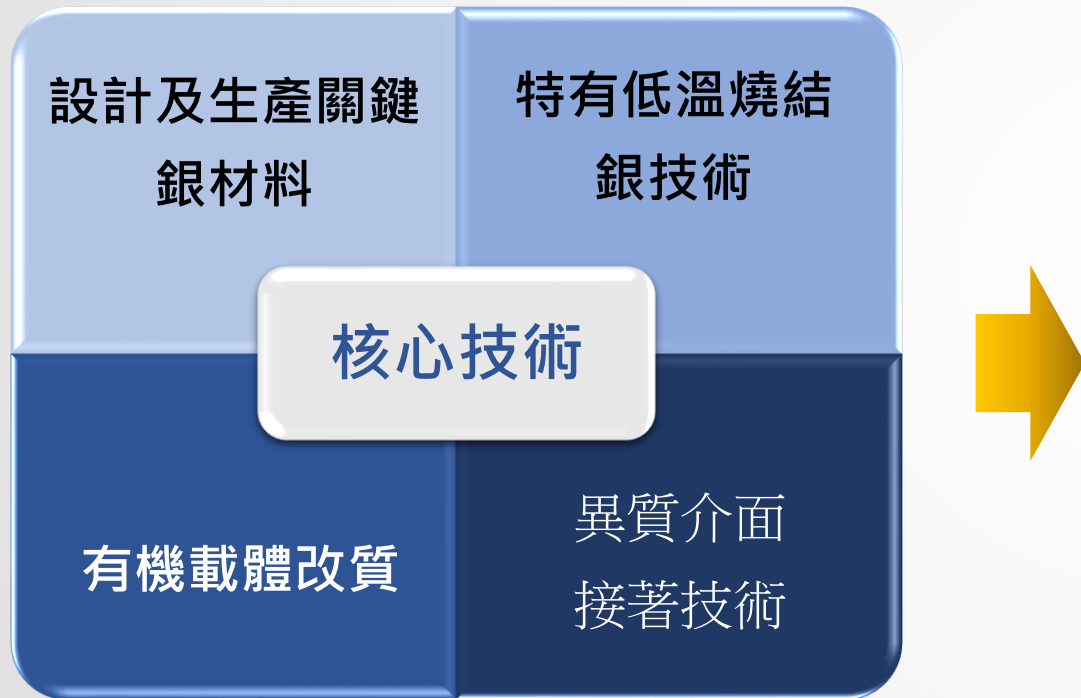 設計及生產關鍵
銀材料
特有低溫燒結
銀技術
核心技術
有機載體改質
異質介面
接著技術